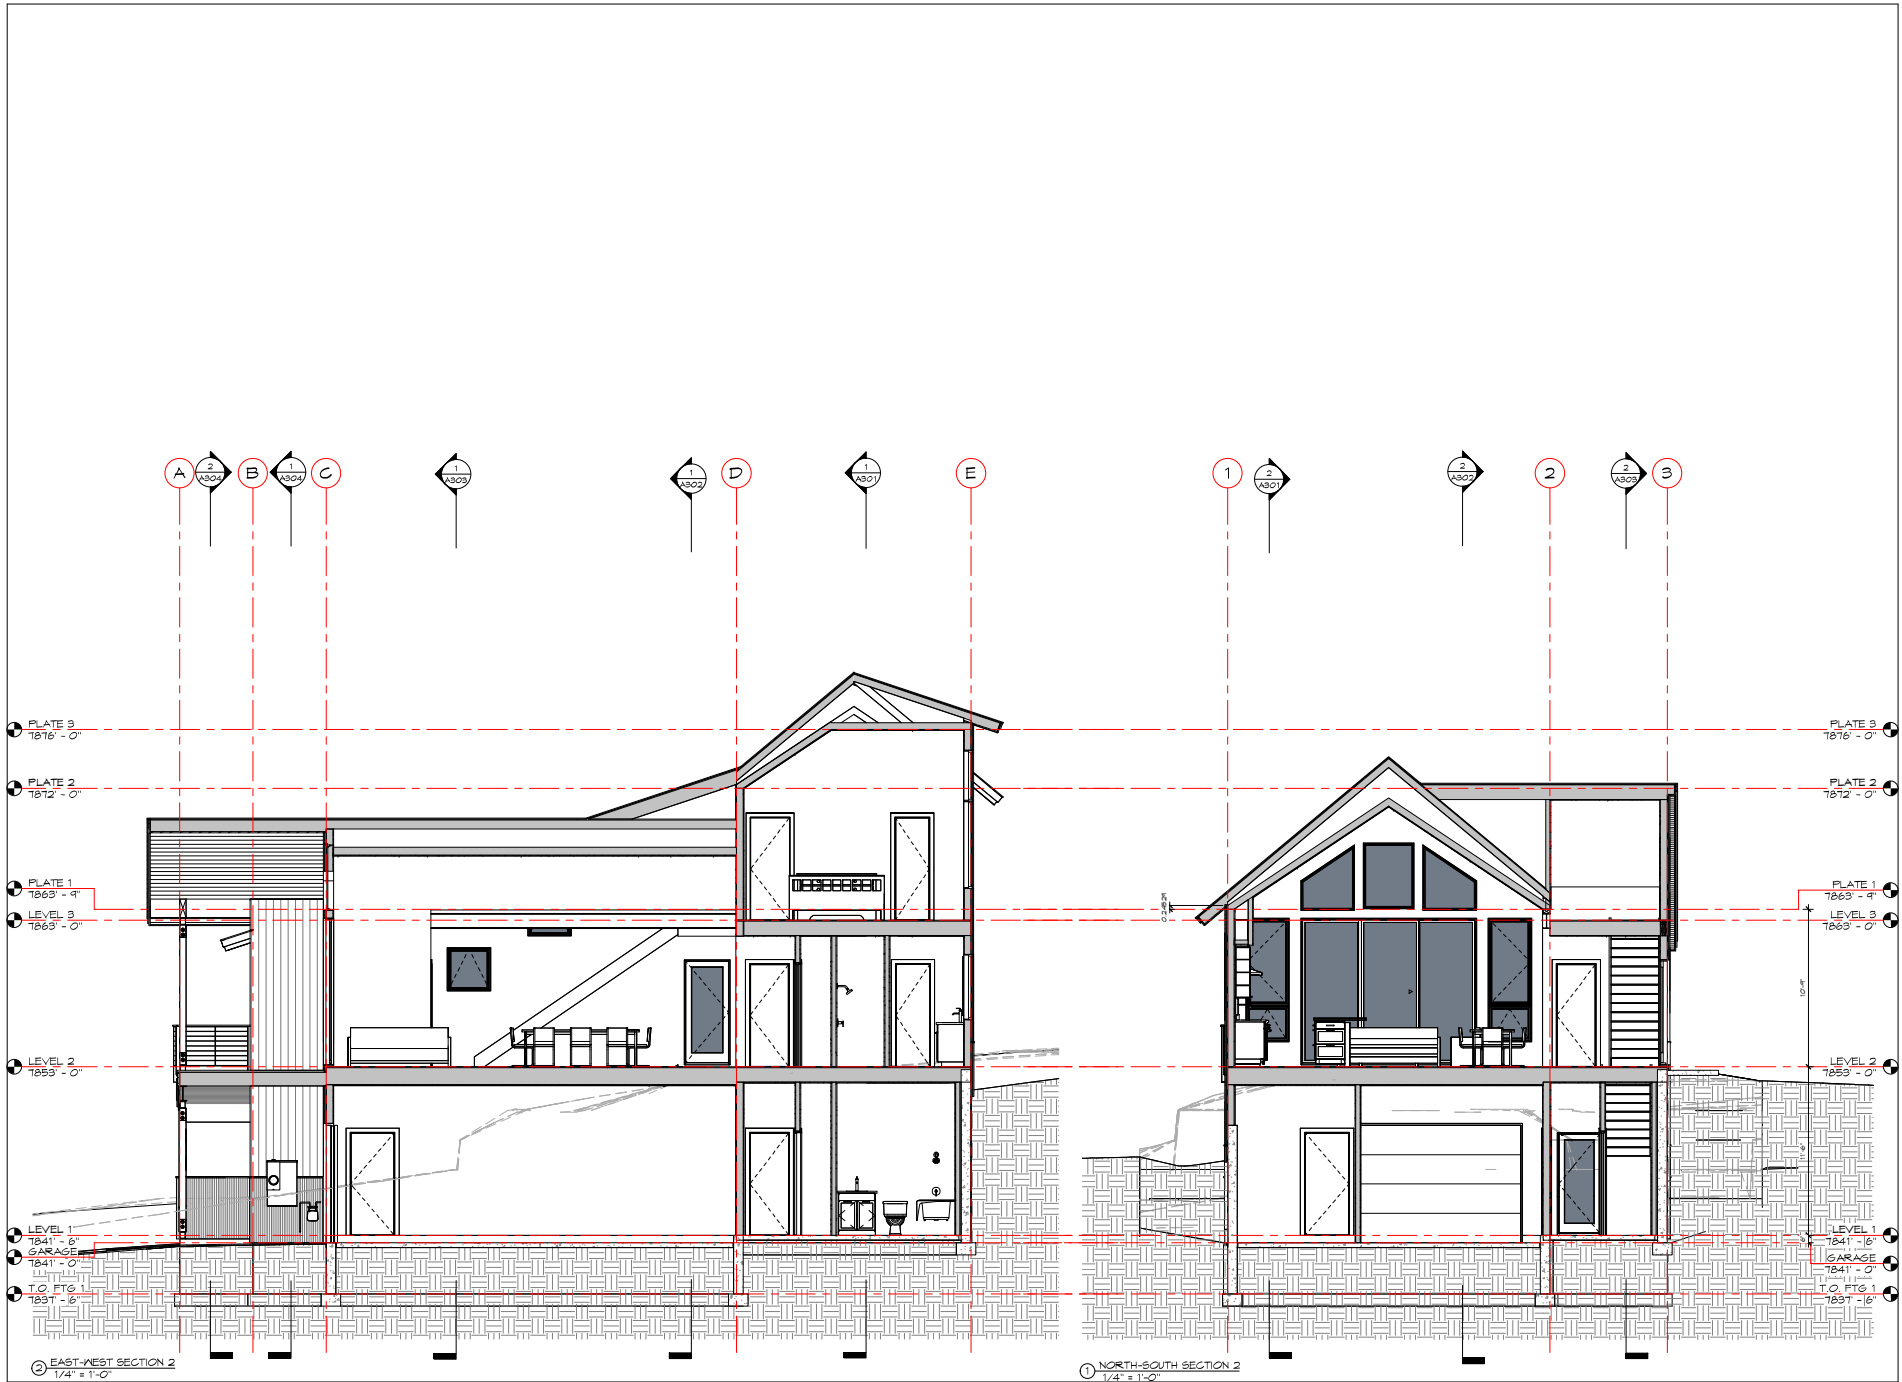 A
2
A304
B
1
A304
C
1
A303
1
A302
D
1
A301
E
1
2
A301
2
A302
2
2
A303
3
PLATE 3
7876' - 0"
PLATE 2
7872' - 0"
PLATE 1
7863' - 9"
LEVEL 3
7863' - 0"
LEVEL 2
7853' - 0"
LEVEL 1
7841' - 6"
GARAGE
7841' - 0"
T.O. FTG 1
7837' - 6"
PLATE 3
7876' - 0"
PLATE 2
7872' - 0"
PLATE 1
7863' - 9"
LEVEL 3
7863' - 0"
10'-9"
LEVEL 2
7853' - 0"
11'-6"
LEVEL 1
7841' - 6"
GARAGE
7841' - 0"
T.O. FTG 1
7837' - 6"
2
EAST-WEST SECTION 2
1/4" = 1'-0"
1
NORTH-SOUTH SECTION 2
1/4" = 1'-0"